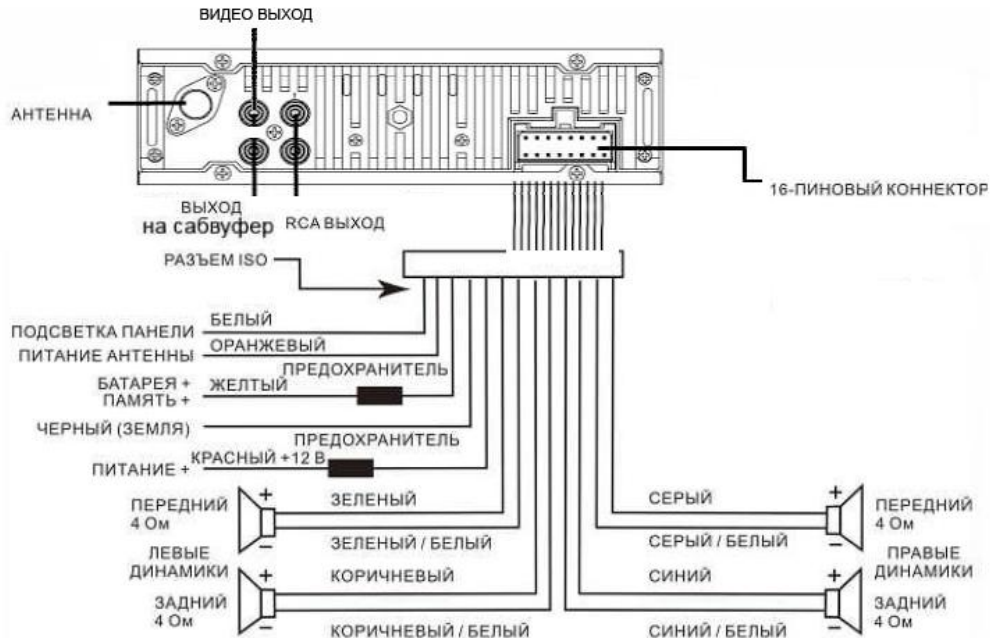 ВИДЕО ВЫХОД
АНТЕННА
16-ПИНОВЫЙ КОННЕКТОР
ВЫХОД
на сабвуфер
RCA ВЫХОД
РАЗЪЕМ ISO
ПОДСВЕТКА ПАНЕЛИ
БЕЛЫЙ
ПИТАНИЕ АНТЕННЫ
ОРАНЖЕВЫЙ
ПРЕДОХРАНИТЕЛЬ
БАТАРЕЯ +
ПАМЯТЬ +
ЖЕЛТЫЙ
ЧЕРНЫЙ (ЗЕМЛЯ)
ПРЕДОХРАНИТЕЛЬ
ПИТАНИЕ +
КРАСНЫЙ +12 В
ПЕРЕДНИЙ
4 Ом
+
−
ЗЕЛЕНЫЙ
ЗЕЛЕНЫЙ / БЕЛЫЙ
СЕРЫЙ
СЕРЫЙ / БЕЛЫЙ
+
−
ПЕРЕДНИЙ
4 Ом
ЛЕВЫЕ
ДИНАМИКИ
ПРАВЫЕ
ДИНАМИКИ
ЗАДНИЙ
4 Ом
+
−
КОРИЧНЕВЫЙ
КОРИЧНЕВЫЙ / БЕЛЫЙ
СИНИЙ
СИНИЙ / БЕЛЫЙ
+
−
ЗАДНИЙ
4 Ом